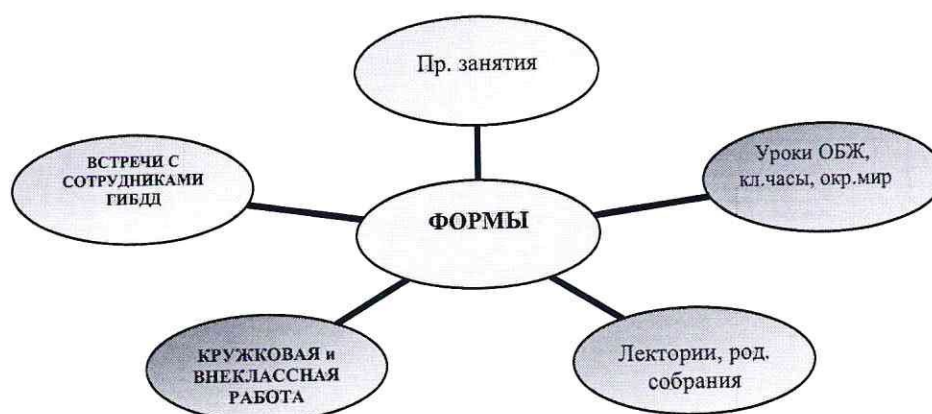 Пр. занятия
ВСТРЕЧИ С
СОТРУДНИКАМИ
ГИБДД
Уроки ОБЖ,
кл.часы, окр.мир
ФОРМЫ
КРУЖКОВАЯ и
ВНЕКЛАССНАЯ
РАБОТА
Лектории, род.
собрания